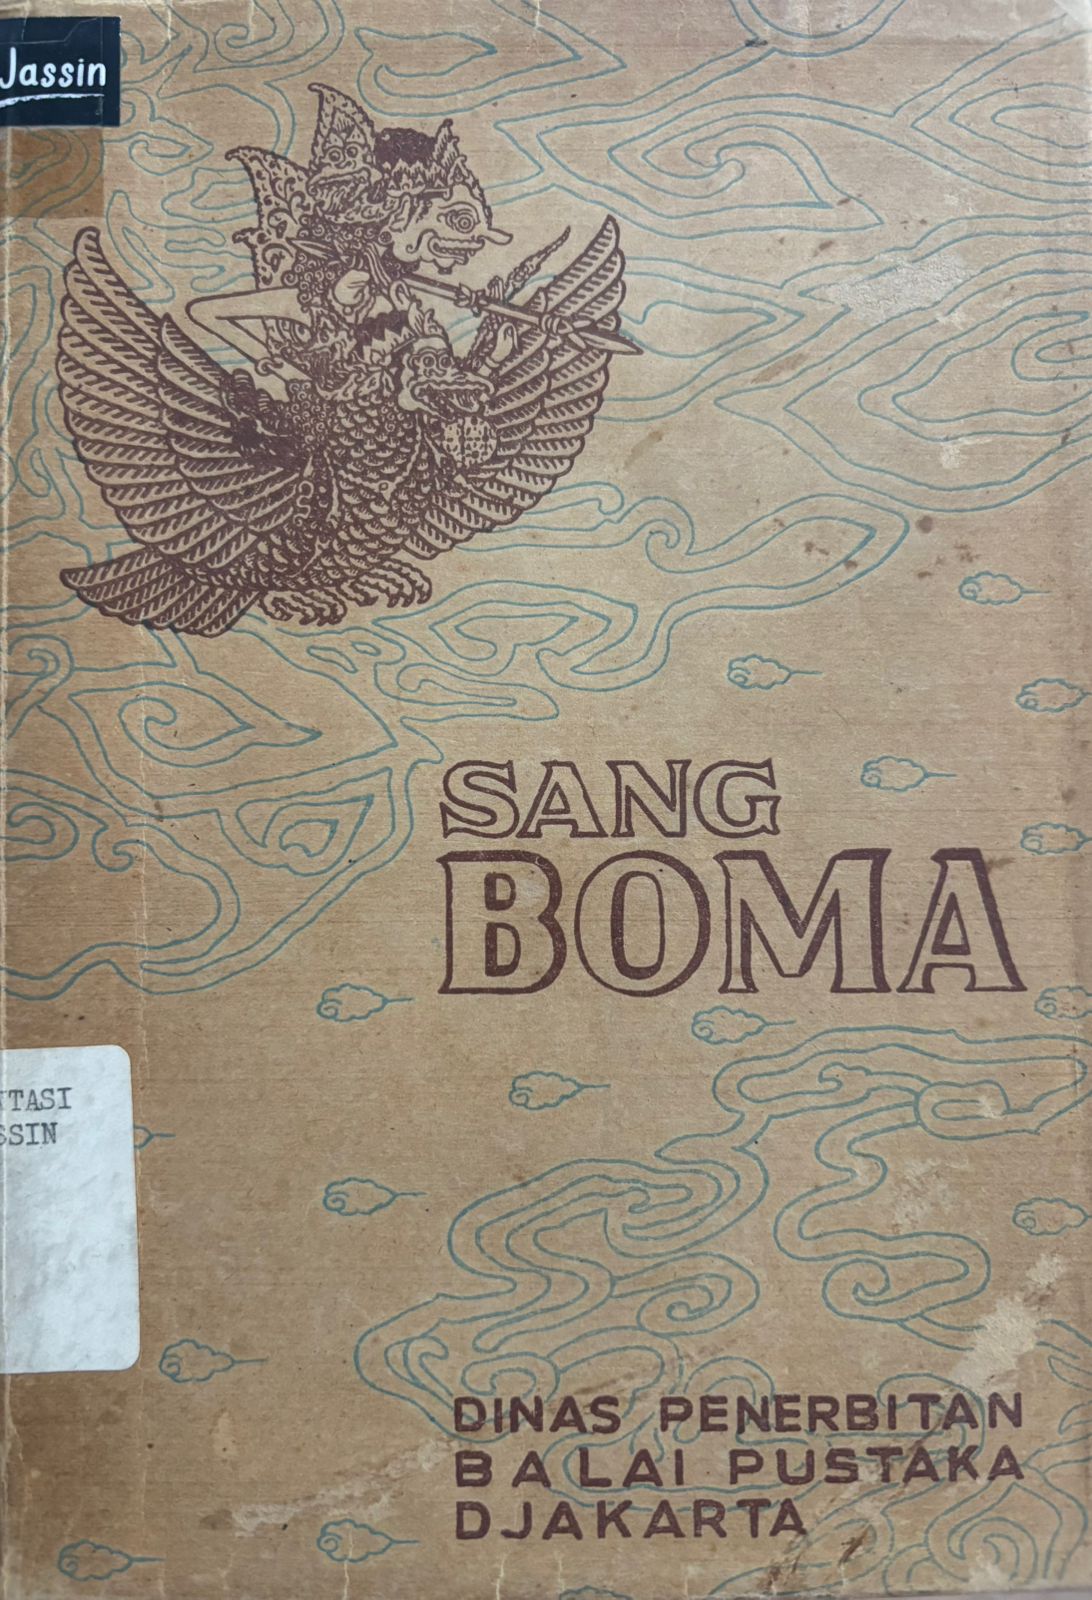 Jassin
SANG
BOMA
DINAS PENERBITAN
BALAI PUSTAKA
DJAKARTA